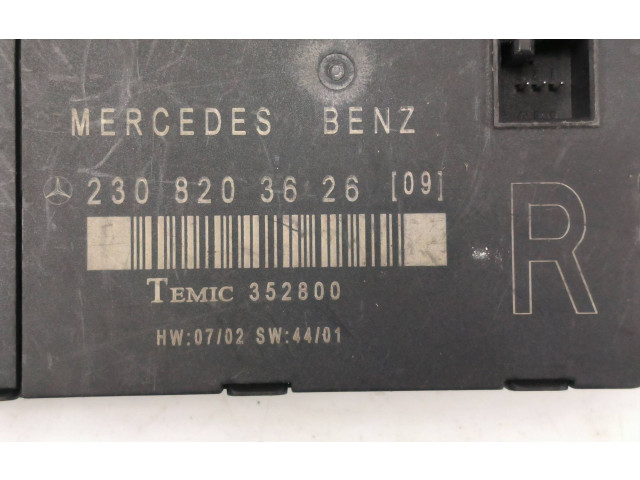 MERCEDES BENZ
230 820 36 26 [09]
TEMIC 352800
HW:07/02 SW:44/01
R